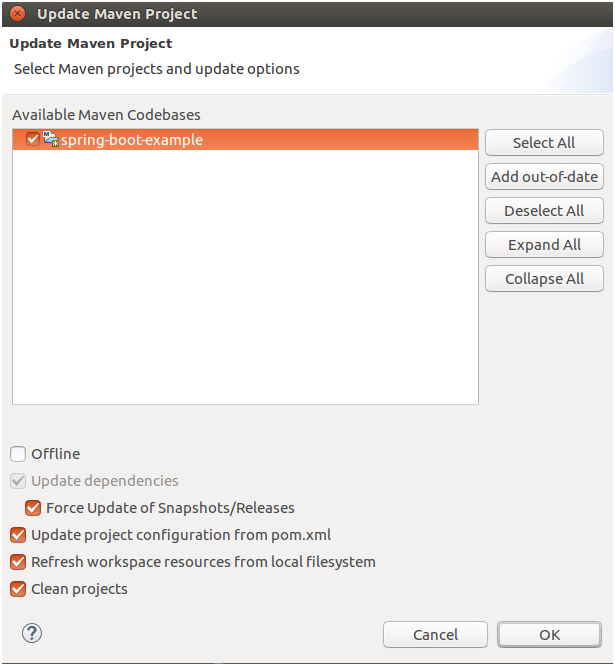 Update Maven Project
Update Maven Project
Select Maven projects and update options
Available Maven Codebases
spring-boot-example
Select All
Add out-of-date
Deselect All
Expand All
Collapse All
Offline
Update dependencies
Force Update of Snapshots/Releases
Update project configuration from pom.xml
Refresh workspace resources from local filesystem
Clean projects
?
Cancel
OK